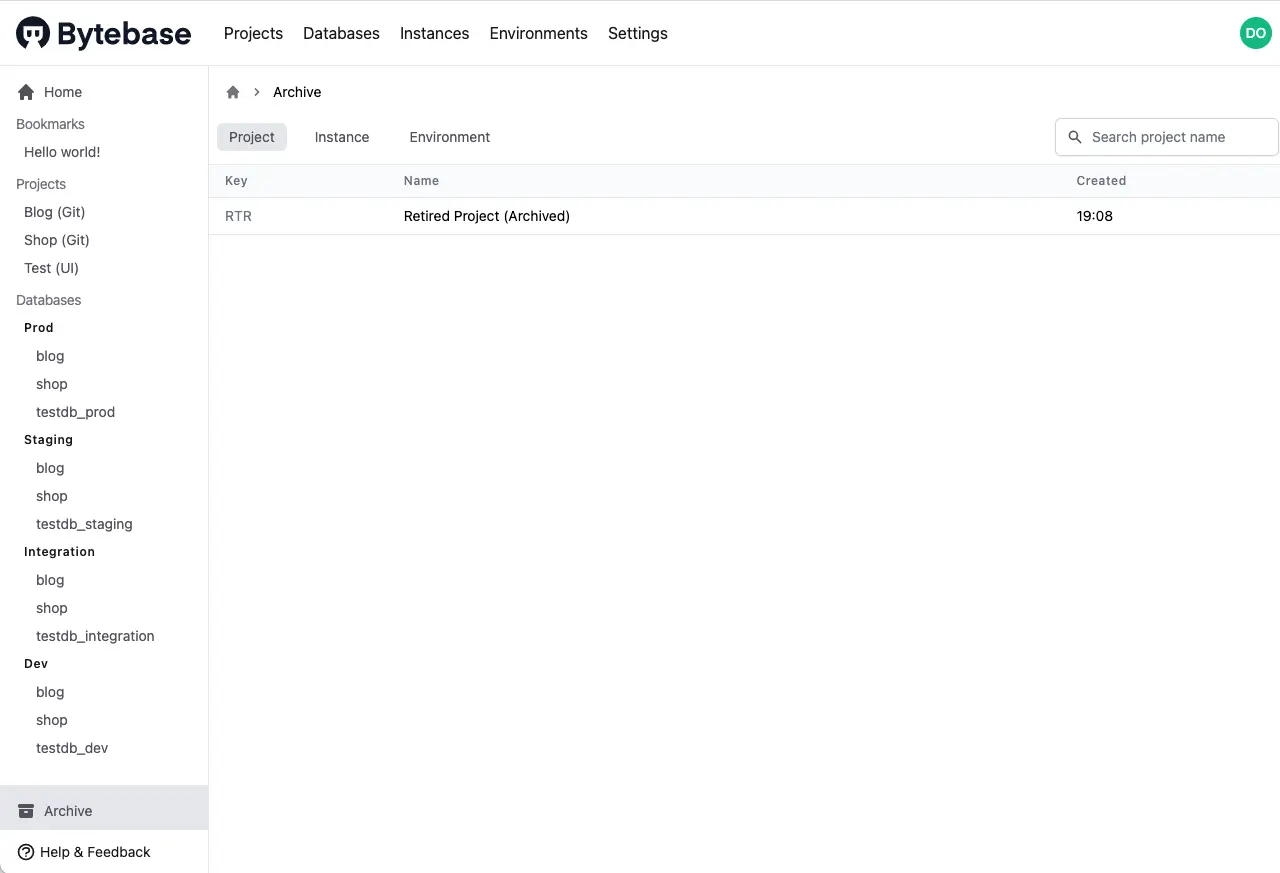 Bytebase Projects Databases Instances Environments Settings DO
Home
Bookmarks
Hello world!
Projects
Blog (Git)
Shop (Git)
Test (UI)
Databases
Prod
blog
shop
testdb_prod
Staging
blog
shop
testdb_staging
Integration
blog
shop
testdb_integration
Dev
blog
shop
testdb_dev
Archive
Help & Feedback
Archive
Project Instance Environment Search project name
Key Name Created
RTR Retired Project (Archived) 19:08